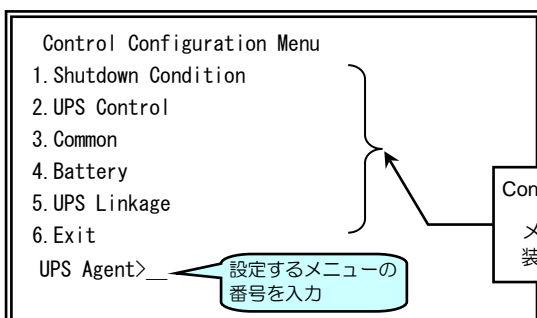 Control Configuration Menu
1.Shutdown Condition
2.UPS Control
3.Common
4.Battery
5.UPS Linkage
6.Exit
UPS Agent>__
設定するメニューの
番号を入力
Con
メ
装